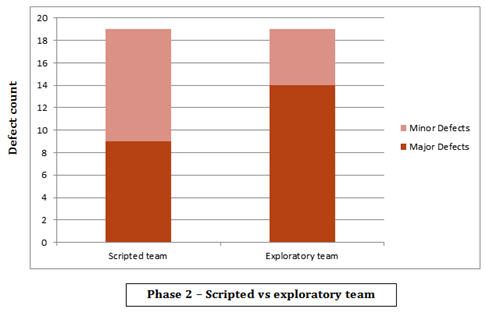 20
18
16
14
12
10
8
6
4
2
0
Defect count
Scripted team
Exploratory team
Minor Defects
Major Defects
Phase 2 – Scripted vs exploratory team